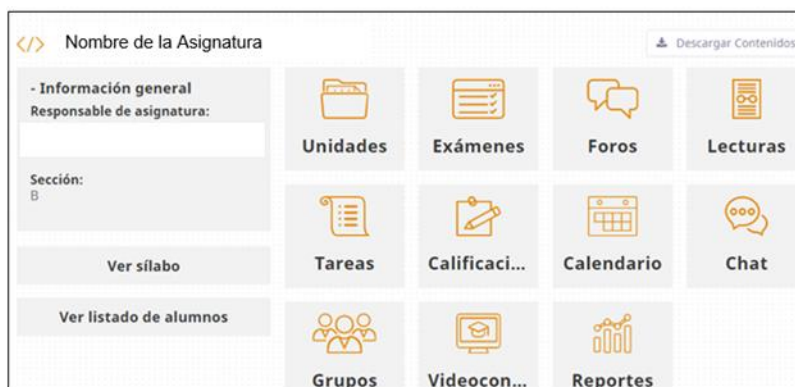 </> Nombre de la Asignatura
Descargar Contenidos
- Información general
Responsable de asignatura:
Sección:
B
Ver sílabo
Ver listado de alumnos
Unidades
Exámenes
Foros
Lecturas
Tareas
Calificaci...
Calendario
Chat
Grupos
Videocon...
Reportes